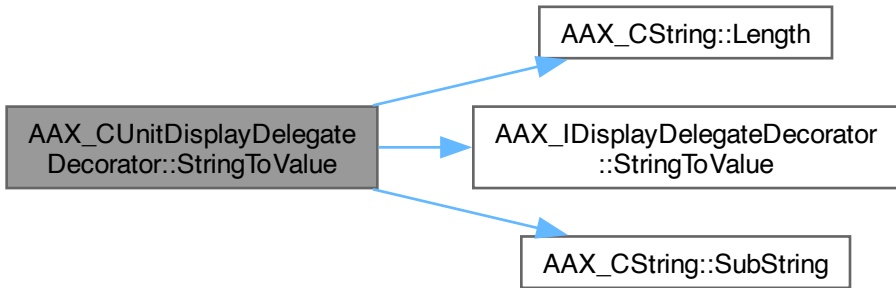 AAX_CUnitDisplayDelegate
Decorator::StringToValue
AAX_CString::Length
AAX_IDisplayDelegateDecorator
::StringToValue
AAX_CString::SubString